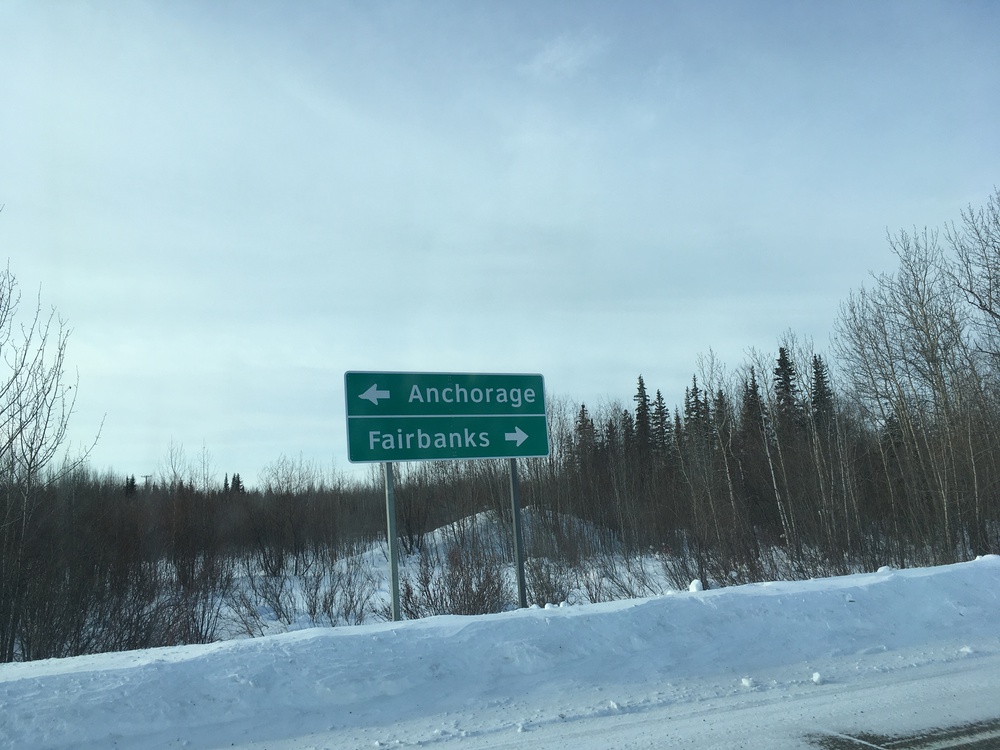 ← Anchorage
Fairbanks →